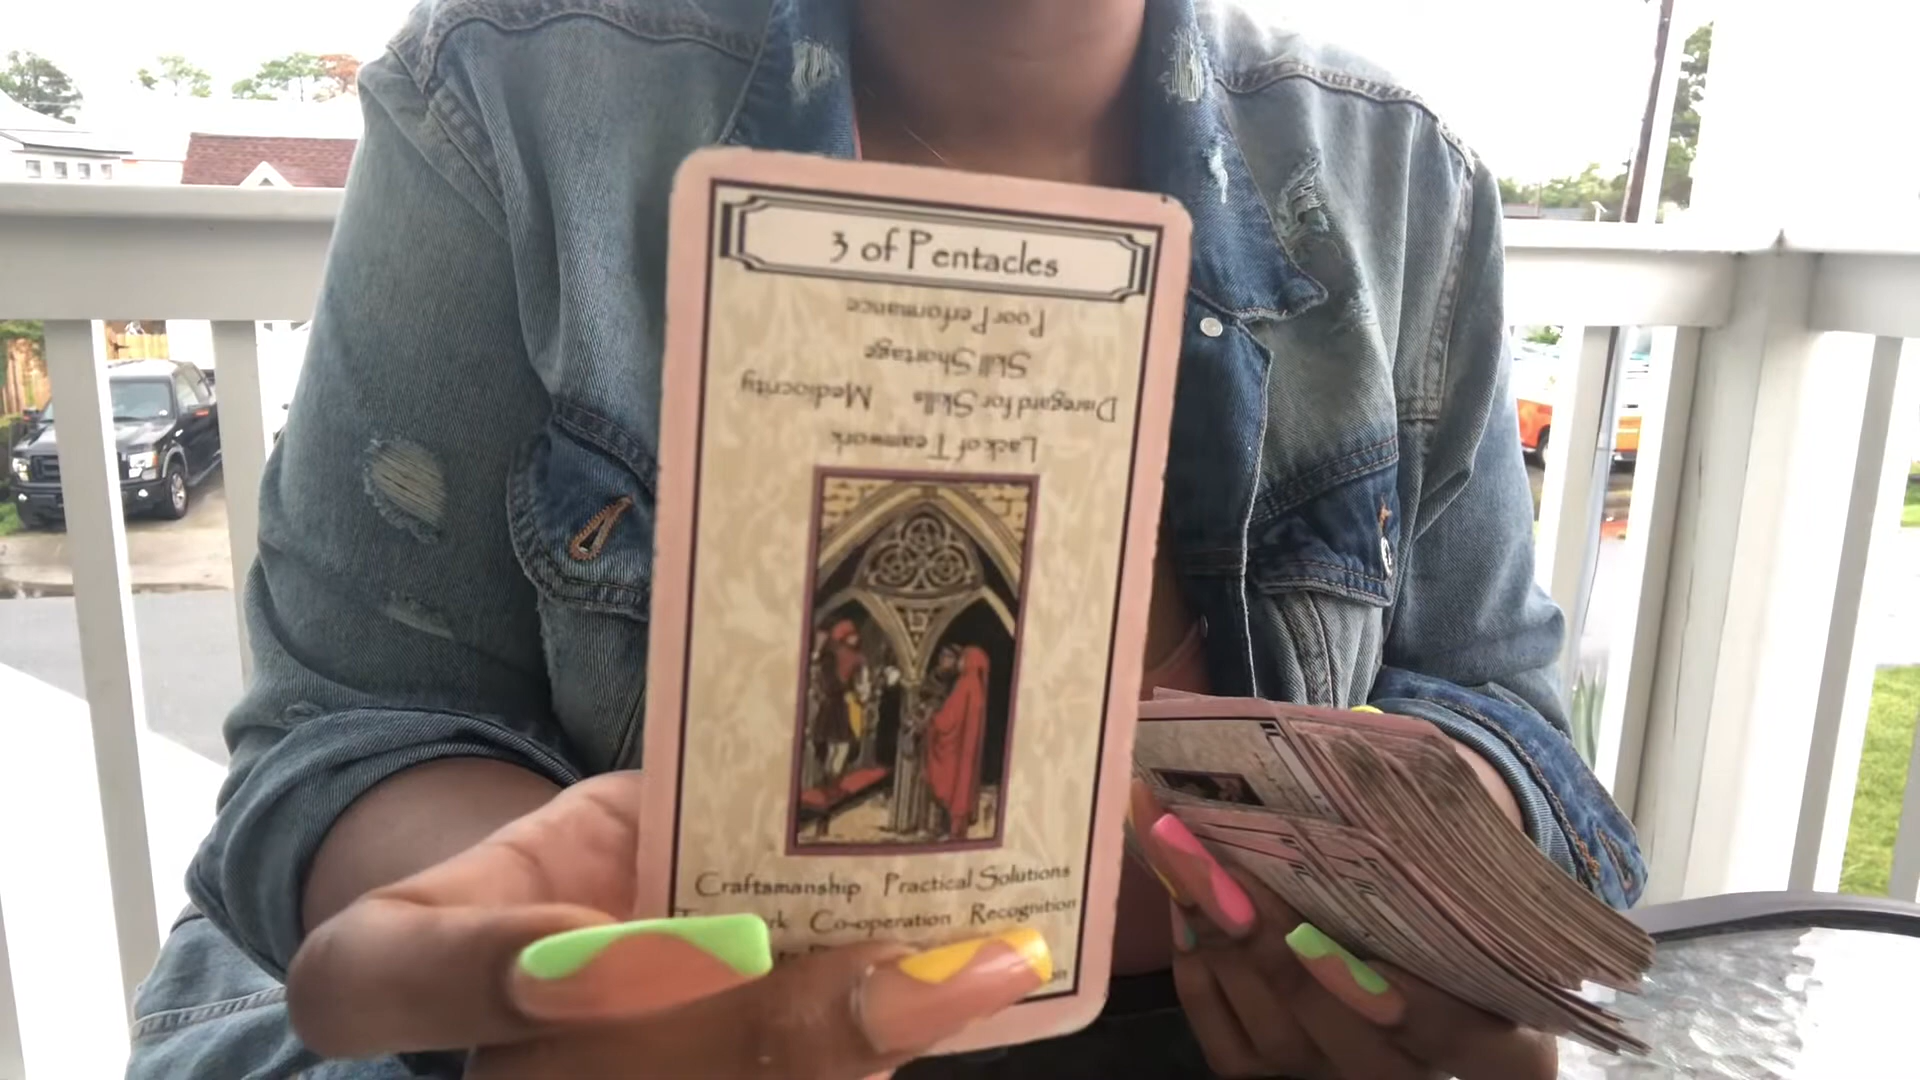 3 of Pentacles
Poor Performance
Skill Shortage
Disregard for Skills Mediocrity
Lack of Teamwork
Craftsmanship Practical Solutions
Co-operation Recognition